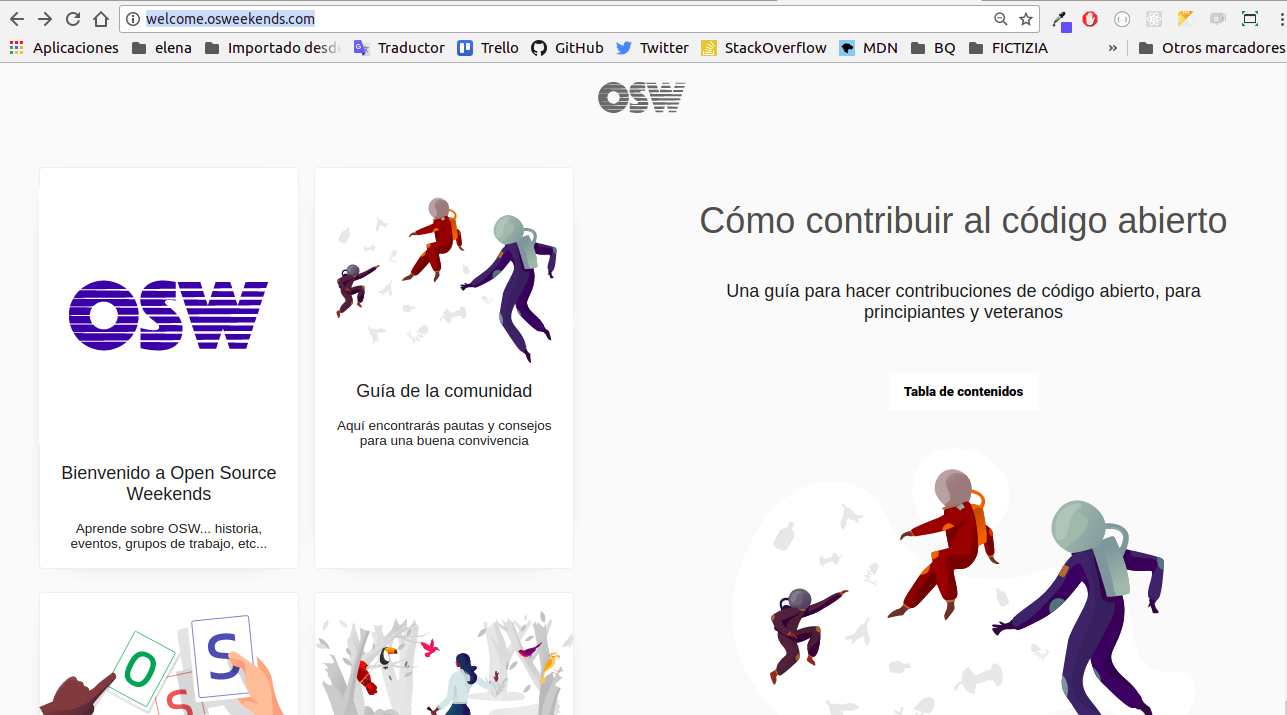 welcome.osweekends.com
Aplicaciones elena Importado desde Traductor Trello GitHub Twitter StackOverflow MDN BQ FICTIZIA » Otros marcadores
OSW
OSW
Bienvenido a Open Source
Weekends
Aprende sobre OSW... historia,
eventos, grupos de trabajo, etc...
Guía de la comunidad
Aquí encontrarás pautas y consejos
para una buena convivencia
O S S
Cómo contribuir al código abierto
Una guía para hacer contribuciones de código abierto, para
principiantes y veteranos
Tabla de contenidos